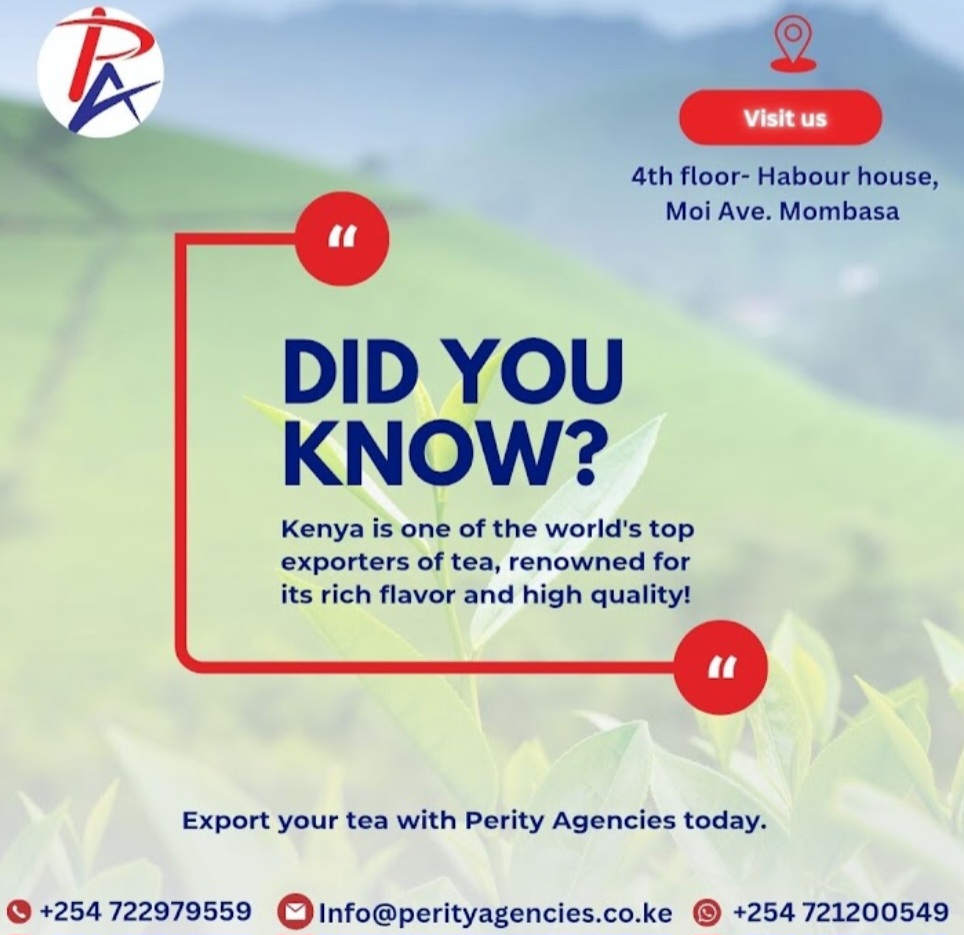 PA
Visit us
4th floor- Habour house,
Moi Ave. Mombasa
“
DID YOU
KNOW?
Kenya is one of the world's top
exporters of tea, renowned for
its rich flavor and high quality!
“
Export your tea with Perity Agencies today.
+254 722979559 Info@perityagencies.co.ke +254 721200549